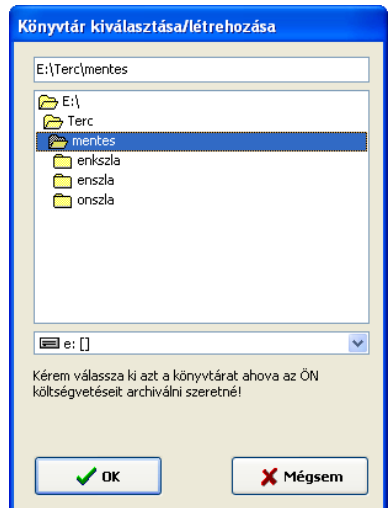 Könyvtár kiválasztása/létrehozása
E:\Terc\mentes
E:\
Terc
mentes
enkszla
enszla
onszla
e: []
Kérem válassza ki azt a könyvtárat ahova az ÖN
költségvetéseit archiválni szeretné!
OK
Mégsem